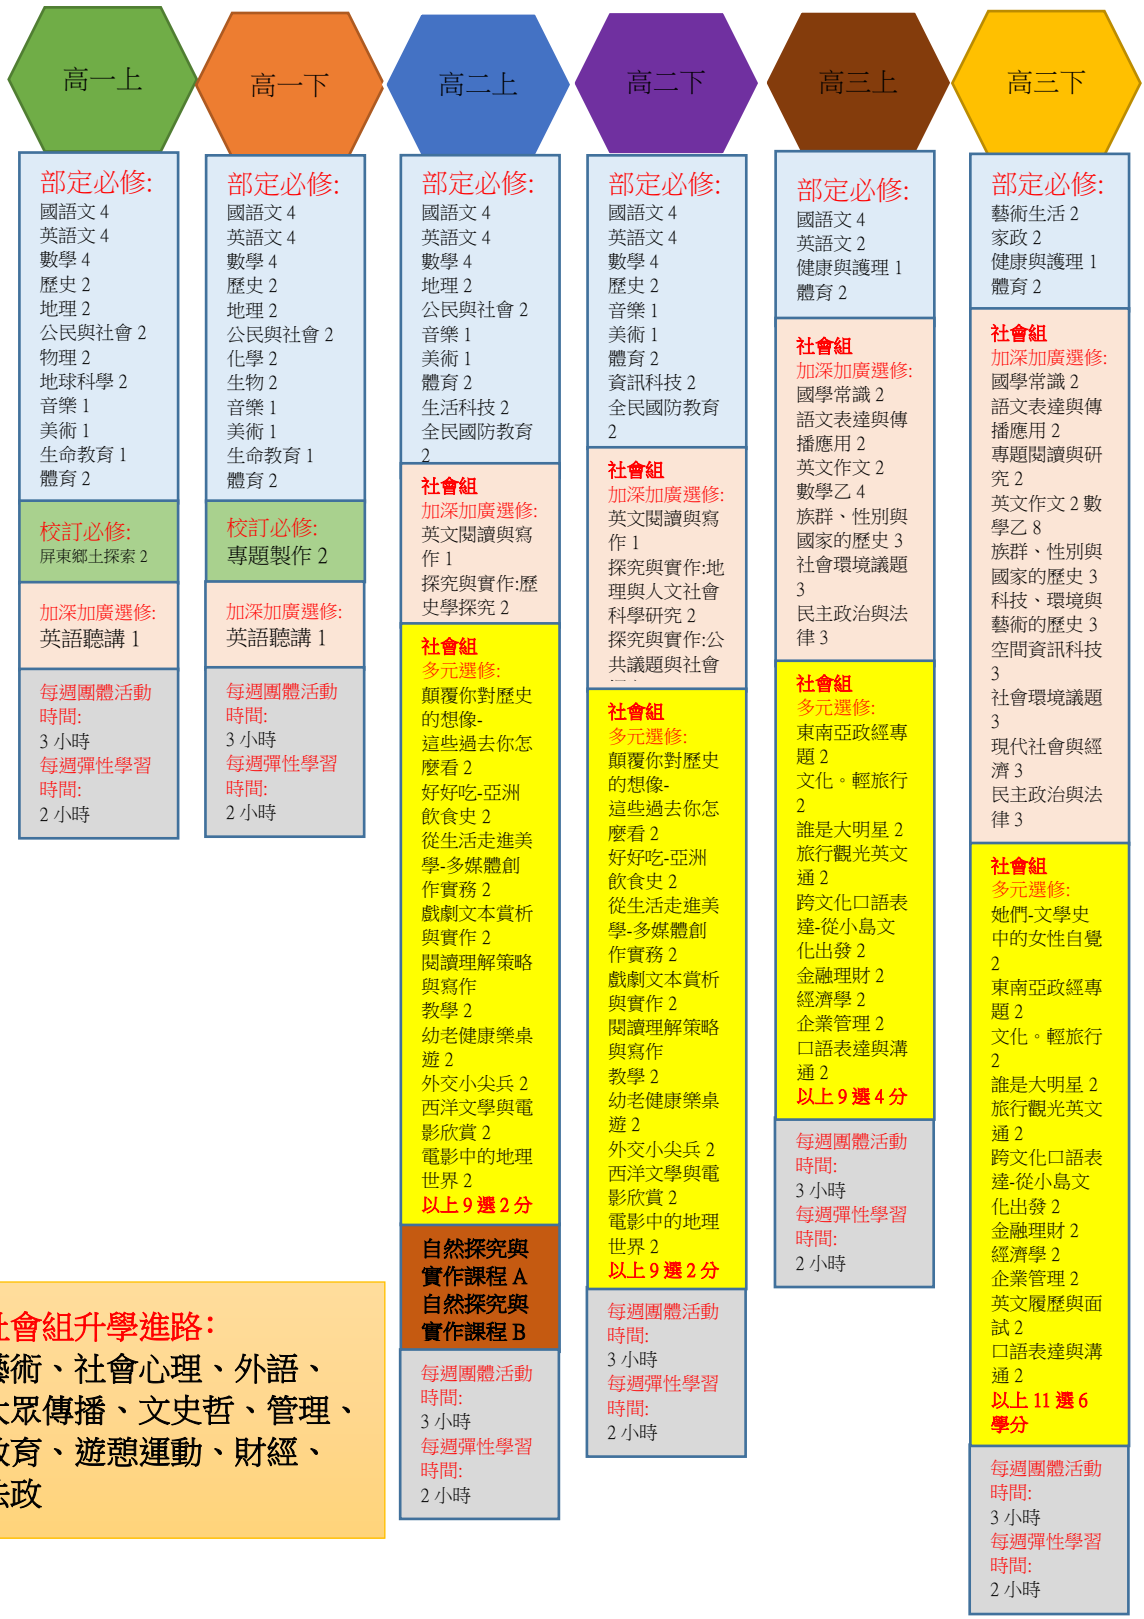 高一上
部定必修:
國語文 4
英語文 4
數學 4
歷史 2
地理 2
公民與社會 2
物理 2
地球科學 2
音樂 1
美術 1
生命教育 1
體育 2
校訂必修:
屏東鄉土探索 2
加深加廣選修:
英語聽講 1
每週團體活動
時間:
3 小時
每週彈性學習
時間:
2 小時
高一下
部定必修:
國語文 4
英語文 4
數學 4
歷史 2
地理 2
公民與社會 2
化學 2
生物 2
音樂 1
美術 1
生命教育 1
體育 2
校訂必修:
專題製作 2
加深加廣選修:
英語聽講 1
每週團體活動
時間:
3 小時
每週彈性學習
時間:
2 小時
高二上
部定必修:
國語文 4
英語文 4
數學 4
地理 2
公民與社會 2
音樂 1
美術 1
體育 2
生活科技 2
全民國防教育
2
社會組
加深加廣選修:
英文閱讀與寫
作 1
探究與實作:歷
史學探究 2
社會組
多元選修:
顛覆你對歷史
的想像-
這些過去你怎
麼看 2
好好吃-亞洲
飲食史 2
從生活走進美
學-多媒體創
作實務 2
戲劇文本賞析
與實作 2
閱讀理解策略
與寫作
教學 2
幼老健康樂桌
遊 2
外交小尖兵 2
西洋文學與電
影欣賞 2
電影中的地理
世界 2
以上 9 選 2 分
自然探究與
實作課程 A
自然探究與
實作課程 B
每週團體活動
時間:
3 小時
每週彈性學習
時間:
2 小時
高二下
部定必修:
國語文 4
英語文 4
數學 4
歷史 2
音樂 1
美術 1
體育 2
資訊科技 2
全民國防教育
2
社會組
加深加廣選修:
英文閱讀與寫
作 1
探究與實作:地
理與人文社會
科學研究 2
探究與實作:公
共議題與社會
社會組
多元選修:
顛覆你對歷史
的想像-
這些過去你怎
麼看 2
好好吃-亞洲
飲食史 2
從生活走進美
學-多媒體創
作實務 2
戲劇文本賞析
與實作 2
閱讀理解策略
與寫作
教學 2
幼老健康樂桌
遊 2
外交小尖兵 2
西洋文學與電
影欣賞 2
電影中的地理
世界 2
以上 9 選 2 分
每週團體活動
時間:
3 小時
每週彈性學習
時間:
2 小時
高三上
部定必修:
國語文 4
英語文 2
健康與護理 1
體育 2
社會組
加深加廣選修:
國學常識 2
語文表達與傳
播應用 2
英文作文 2
數學乙 4
族群、性別與
國家的歷史 3
社會環境議題
3
民主政治與法
律 3
社會組
多元選修:
東南亞政經專
題 2
文化。輕旅行
2
誰是大明星 2
旅行觀光英文
通 2
跨文化口語表
達-從小島文
化出發 2
金融理財 2
經濟學 2
企業管理 2
口語表達與溝
通 2
以上 9 選 4 分
每週團體活動
時間:
3 小時
每週彈性學習
時間:
2 小時
高三下
部定必修:
藝術生活 2
家政 2
健康與護理 1
體育 2
社會組
加深加廣選修:
國學常識 2
語文表達與傳
播應用 2
專題閱讀與研
究 2
英文作文 2 數
學乙 8
族群、性別與
國家的歷史 3
科技、環境與
藝術的歷史 3
空間資訊科技
3
社會環境議題
3
現代社會與經
濟 3
民主政治與法
律 3
社會組
多元選修:
她們-文學史
中的女性自覺
2
東南亞政經專
題 2
文化。輕旅行
2
誰是大明星 2
旅行觀光英文
通 2
跨文化口語表
達-從小島文
化出發 2
金融理財 2
經濟學 2
企業管理 2
英文履歷與面
試 2
口語表達與溝
通 2
以上 11 選 6
學分
每週團體活動
時間:
3 小時
每週彈性學習
時間:
2 小時
社會組升學進路:
藝術、社會心理、外語、
大眾傳播、文史哲、管理、
教育、遊憩運動、財經、
法政